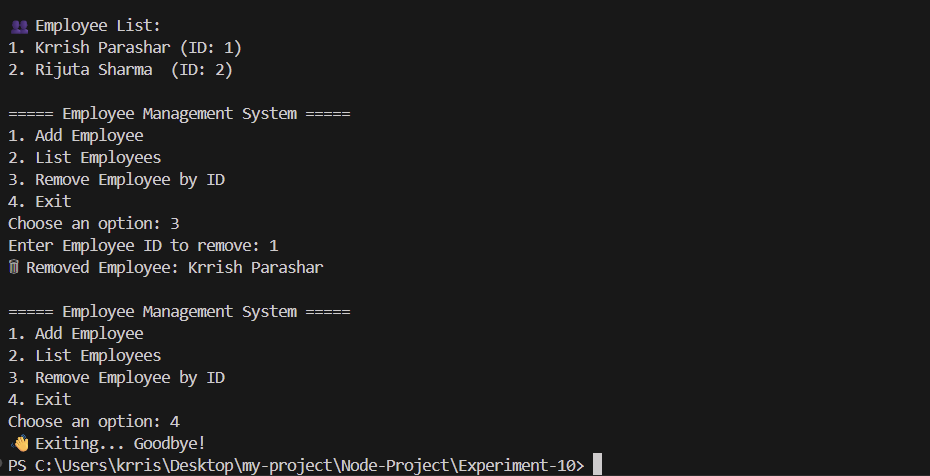 👥 Employee List:
1. Krrish Parashar (ID: 1)
2. Rijuta Sharma  (ID: 2)

===== Employee Management System =====
1. Add Employee
2. List Employees
3. Remove Employee by ID
4. Exit
Choose an option: 3
Enter Employee ID to remove: 1
🗑️ Removed Employee: Krrish Parashar

===== Employee Management System =====
1. Add Employee
2. List Employees
3. Remove Employee by ID
4. Exit
Choose an option: 4
👋 Exiting... Goodbye!
PS C:\Users\krris\Desktop\my-project\Node-Project\Experiment-10>